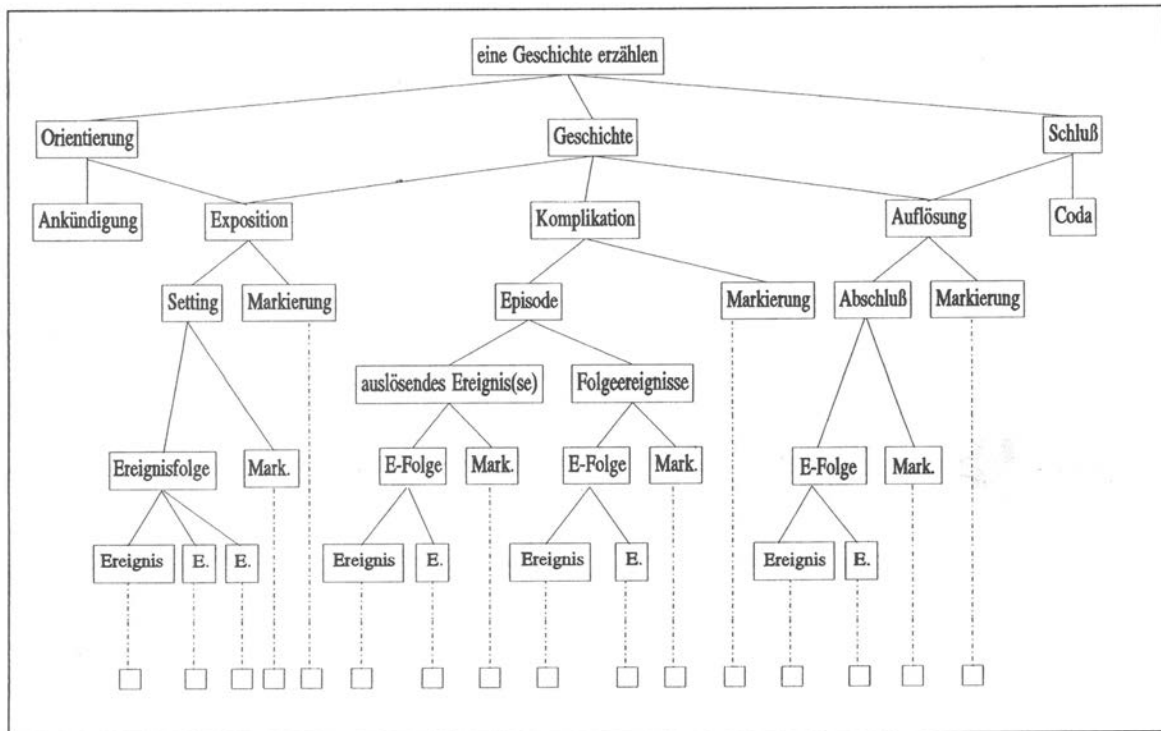 eine Geschichte erzählen
Orientierung
Geschichte
Schluß
Ankündigung
Exposition
Komplikation
Auflösung
Coda
Setting
Markierung
Episode
Markierung
Abschluß
Markierung
auslösendes Ereignis(se)
Folgeereignisse
Ereignisfolge
Mark.
E-Folge
Mark.
E-Folge
Mark.
E-Folge
Mark.
Ereignis
E.
E.
Ereignis
E.
Ereignis
E.
Ereignis
E.